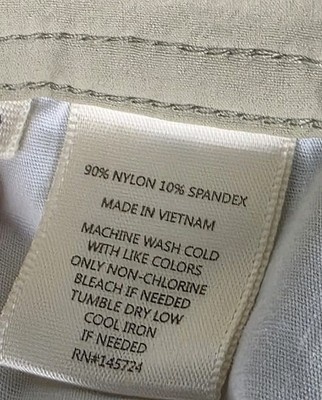 90% NYLON 10% SPANDEX
MADE IN VIETNAM
MACHINE WASH COLD
WITH LIKE COLORS
ONLY NON-CHLORINE
BLEACH IF NEEDED
TUMBLE DRY LOW
COOL IRON
IF NEEDED
RN#145724